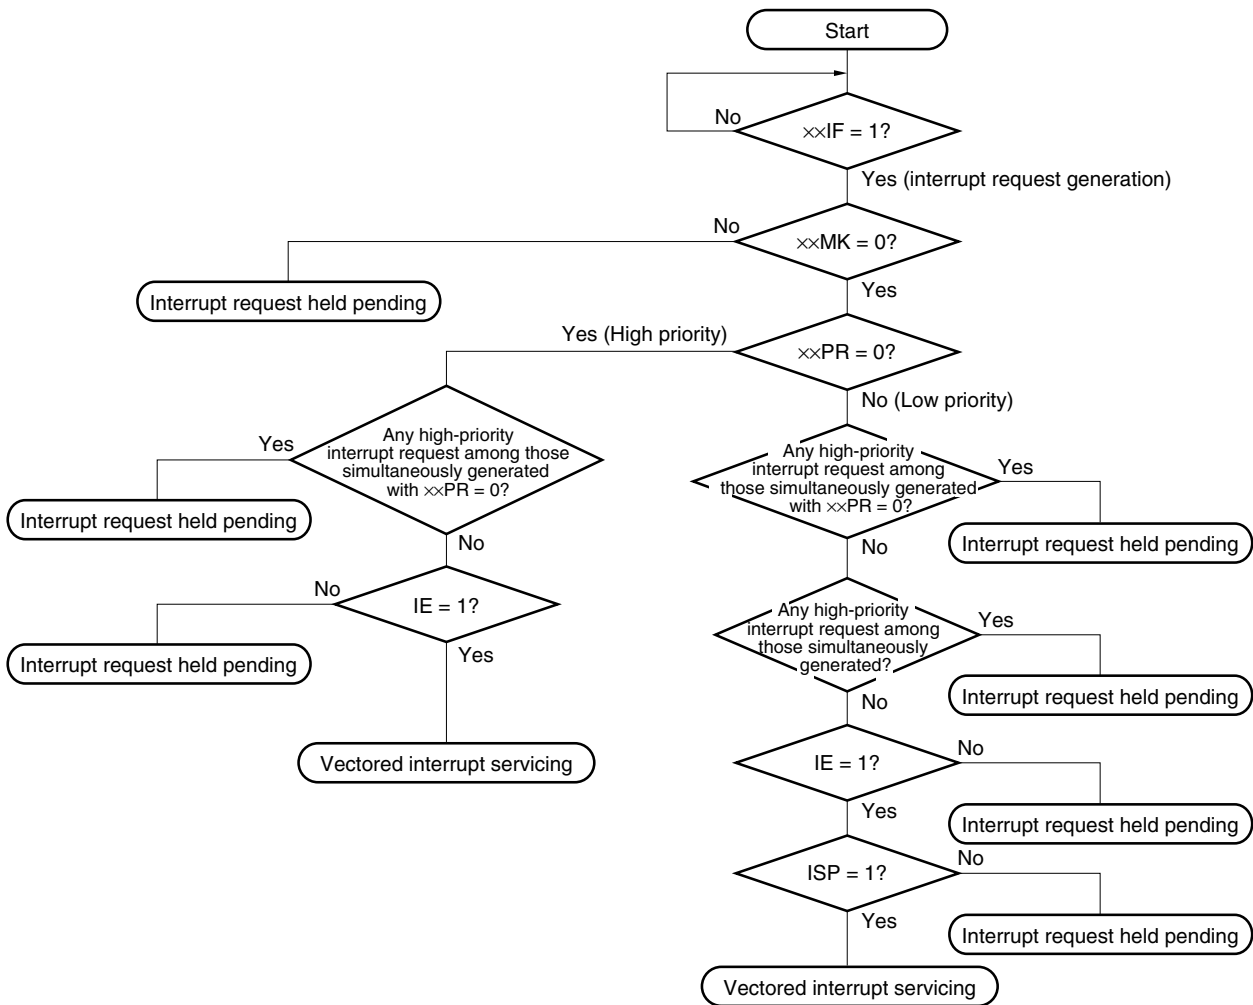 Start
No
××IF = 1?
Yes (interrupt request generation)
No
××MK = 0?
Interrupt request held pending
Yes
Yes (High priority)
××PR = 0?
No (Low priority)
Yes
Any high-priority
interrupt request among those
simultaneously generated
with ××PR = 0?
Any high-priority
interrupt request among
those simultaneously generated
with ××PR = 0?
Yes
Interrupt request held pending
No
No
Interrupt request held pending
No
IE = 1?
Any high-priority
interrupt request among
those simultaneously
generated?
Yes
Interrupt request held pending
Yes
No
Interrupt request held pending
Vectored interrupt servicing
IE = 1?
No
Yes
Interrupt request held pending
ISP = 1?
No
Yes
Interrupt request held pending
Vectored interrupt servicing